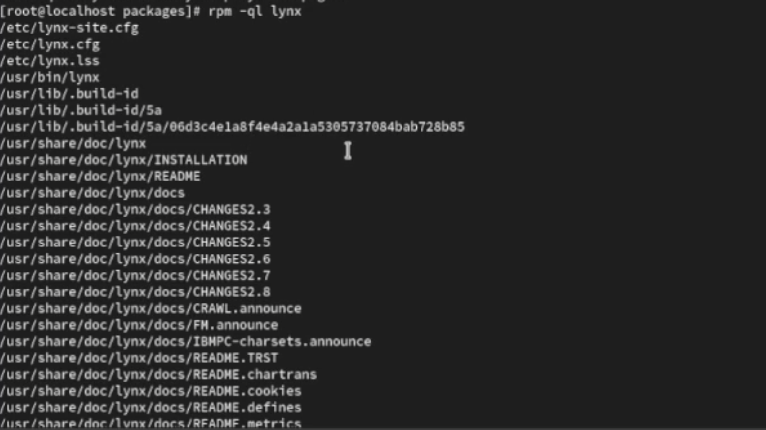 [root@localhost packages]# rpm -ql lynx
/etc/lynx-site.cfg
/etc/lynx.cfg
/etc/lynx.lss
/usr/bin/lynx
/usr/lib/.build-id
/usr/lib/.build-id/5a
/usr/lib/.build-id/5a/06d3c4e1a8f4e4a2a1a5305737084bab728b85
/usr/share/doc/lynx
/usr/share/doc/lynx/INSTALLATION
/usr/share/doc/lynx/README
/usr/share/doc/lynx/docs
/usr/share/doc/lynx/docs/CHANGES2.3
/usr/share/doc/lynx/docs/CHANGES2.4
/usr/share/doc/lynx/docs/CHANGES2.5
/usr/share/doc/lynx/docs/CHANGES2.6
/usr/share/doc/lynx/docs/CHANGES2.7
/usr/share/doc/lynx/docs/CHANGES2.8
/usr/share/doc/lynx/docs/CRAWL.announce
/usr/share/doc/lynx/docs/FM.announce
/usr/share/doc/lynx/docs/IBMPC-charsets.announce
/usr/share/doc/lynx/docs/README.TRST
/usr/share/doc/lynx/docs/README.chartrans
/usr/share/doc/lynx/docs/README.cookies
/usr/share/doc/lynx/docs/README.defines
/usr/share/doc/lynx/docs/README.metrics